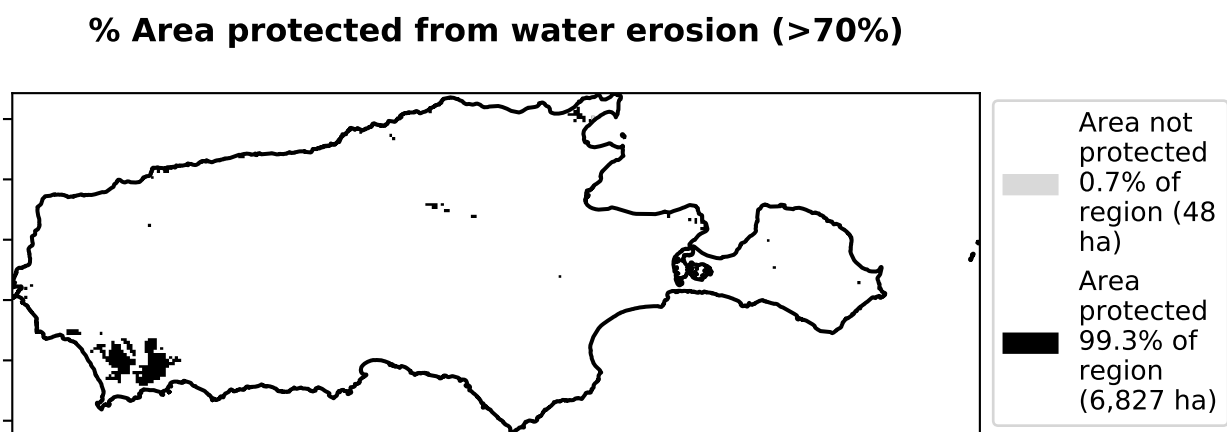 % Area protected from water erosion (>70%)
Area not
protected
0.7% of
region (48
ha)
Area
protected
99.3% of
region
(6,827 ha)